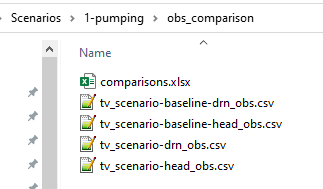 Scenarios > 1-pumping > obs_comparison
Name
comparisons.xlsx
tv_scenario-baseline-drn_obs.csv
tv_scenario-baseline-head_obs.csv
tv_scenario-drn_obs.csv
tv_scenario-head_obs.csv